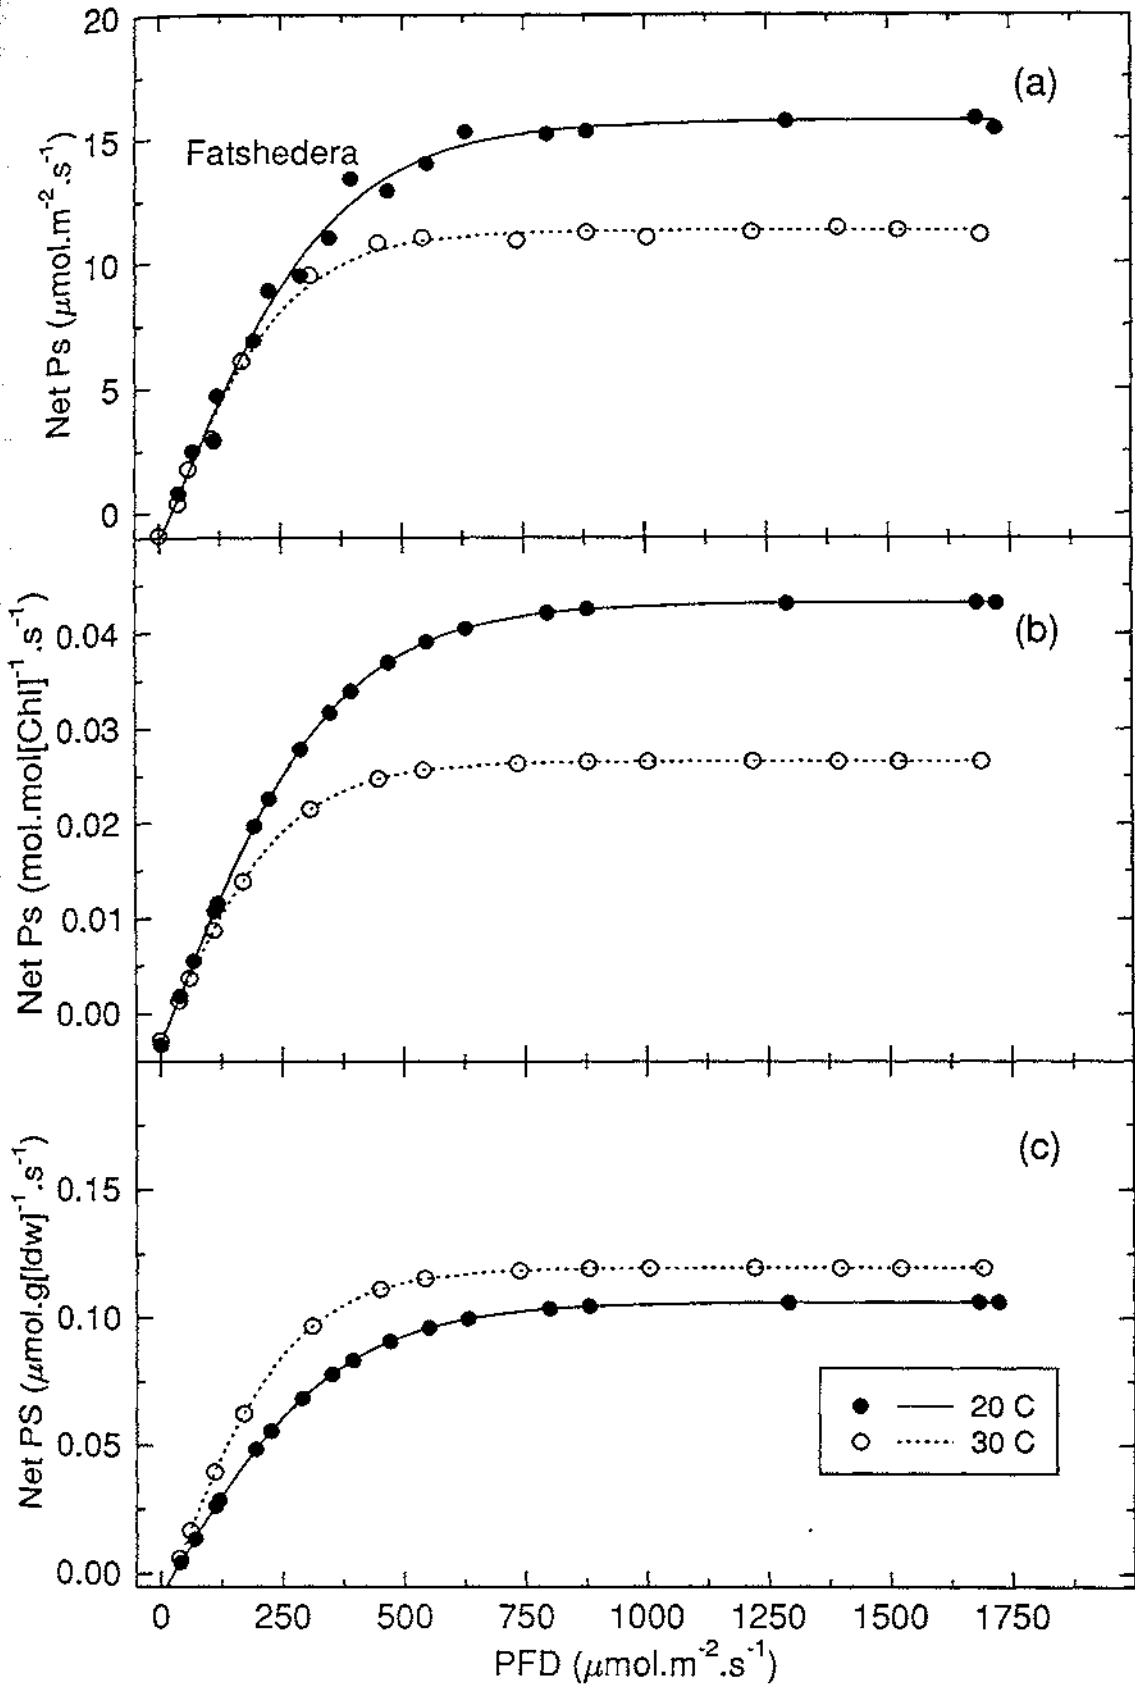 20
(a)
Fatshedera
15
10
5
0
Net Ps (μmol.m⁻².s⁻¹)
(b)
0.04
0.03
0.02
0.01
0.00
Net Ps (mol.mol[Chl]⁻¹.s⁻¹)
(c)
0.15
0.10
0.05
0.00
Net PS (μmol.g[ldw]⁻¹.s⁻¹)
20 C
30 C
0 250 500 750 1000 1250 1500 1750
PFD (μmol.m⁻².s⁻¹)